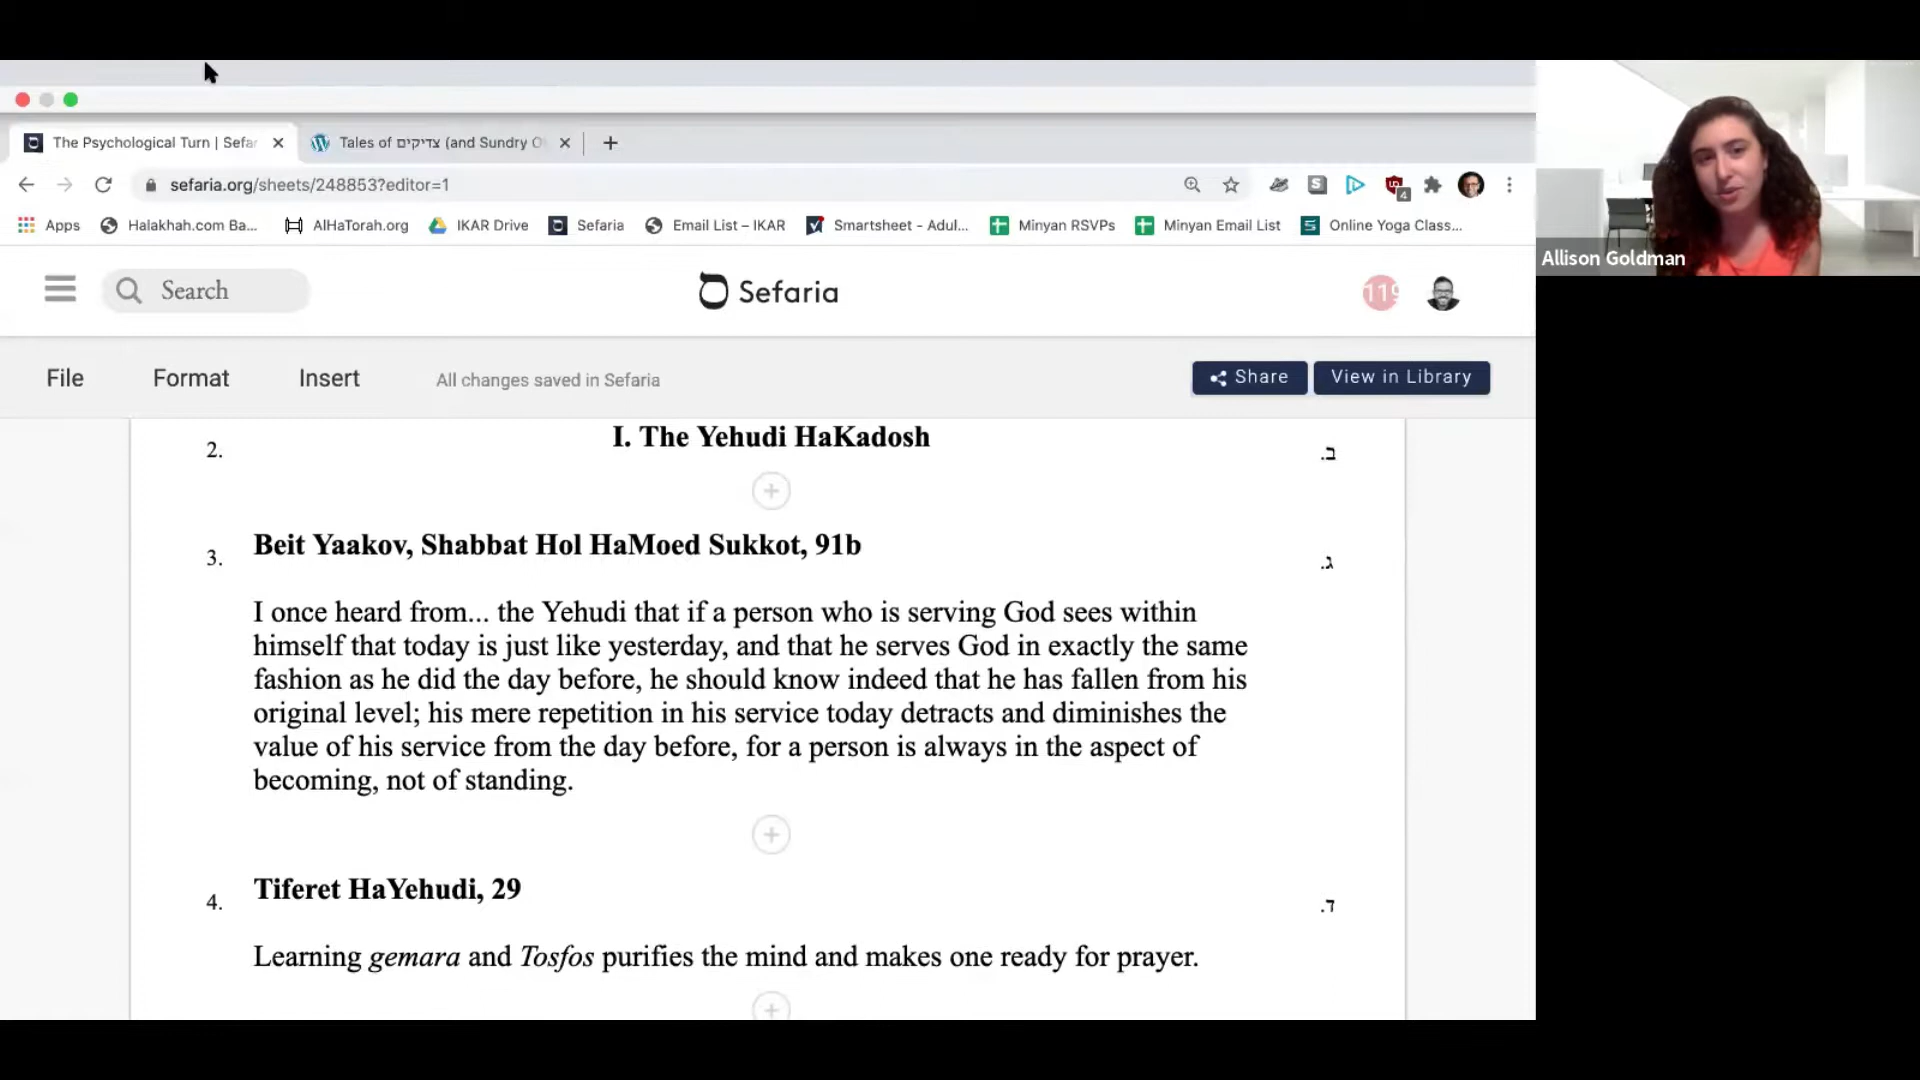 The Psychological Turn | Sefar
Tales of צדיקים (and Sundry O
sefaria.org/sheets/248853?editor=1
4
Apps
Halakhah.com Ba...
AlHaTorah.org
IKAR Drive
Sefaria
Email List – IKAR
Smartsheet - Adul...
Minyan RSVPs
Minyan Email List
Online Yoga Class...
Allison Goldman
Search
Sefaria
119
File
Format
Insert
All changes saved in Sefaria
Share
View in Library
2. I. The Yehudi HaKadosh ב.
3. Beit Yaakov, Shabbat Hol HaMoed Sukkot, 91b ג.
I once heard from... the Yehudi that if a person who is serving God sees within
himself that today is just like yesterday, and that he serves God in exactly the same
fashion as he did the day before, he should know indeed that he has fallen from his
original level; his mere repetition in his service today detracts and diminishes the
value of his service from the day before, for a person is always in the aspect of
becoming, not of standing.
4. Tiferet HaYehudi, 29 ד.
Learning gemara and Tosfos purifies the mind and makes one ready for prayer.